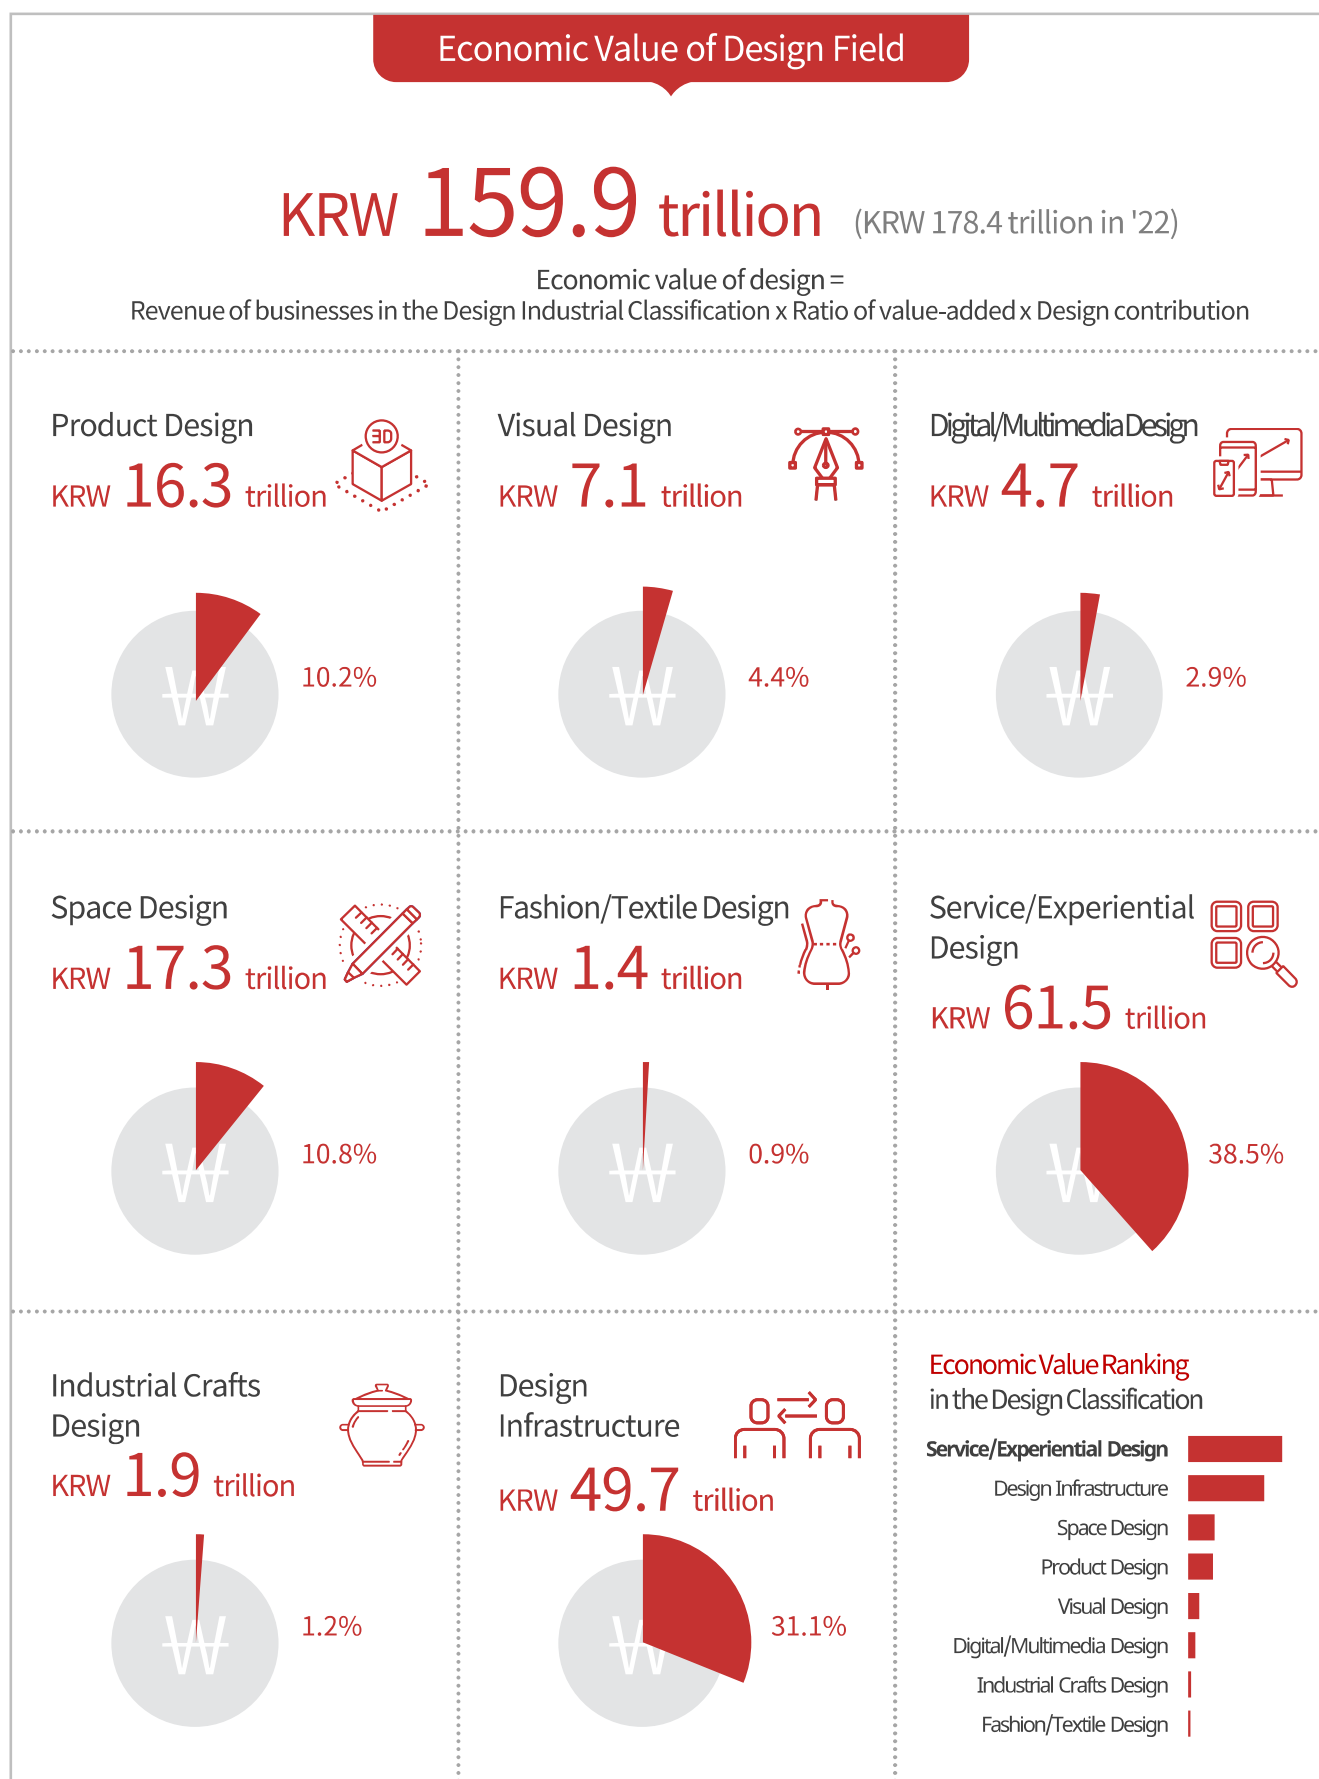 Economic Value of Design Field
KRW 159.9 trillion (KRW 178.4 trillion in '22)
Economic value of design =
Revenue of businesses in the Design Industrial Classification x Ratio of value-added x Design contribution
Product Design
3D
KRW 16.3 trillion
₩
10.2%
Visual Design
KRW 7.1 trillion
₩
4.4%
Digital/Multimedia Design
KRW 4.7 trillion
₩
2.9%
Space Design
KRW 17.3 trillion
₩
10.8%
Fashion/Textile Design
KRW 1.4 trillion
₩
0.9%
Service/Experiential
Design
KRW 61.5 trillion
₩
38.5%
Industrial Crafts
Design
KRW 1.9 trillion
₩
1.2%
Design
Infrastructure
KRW 49.7 trillion
₩
31.1%
Economic Value Ranking
in the Design Classification
Service/Experiential Design
Design Infrastructure
Space Design
Product Design
Visual Design
Digital/Multimedia Design
Industrial Crafts Design
Fashion/Textile Design